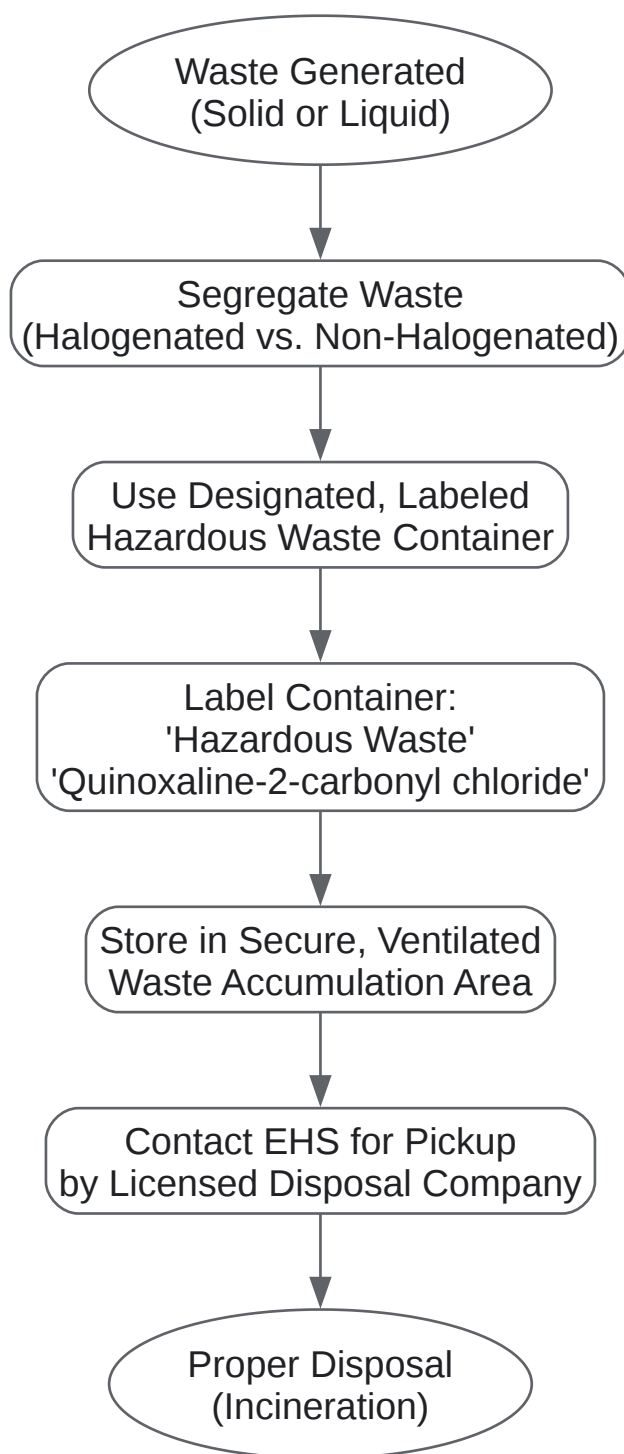 Waste Generated
(Solid or Liquid)
Segregate Waste
(Halogenated vs. Non-Halogenated)
Use Designated, Labeled
Hazardous Waste Container
Label Container:
'Hazardous Waste'
'Quinoxaline-2-carbonyl chloride'
Store in Secure, Ventilated
Waste Accumulation Area
Contact EHS for Pickup
by Licensed Disposal Company
Proper Disposal
(Incineration)